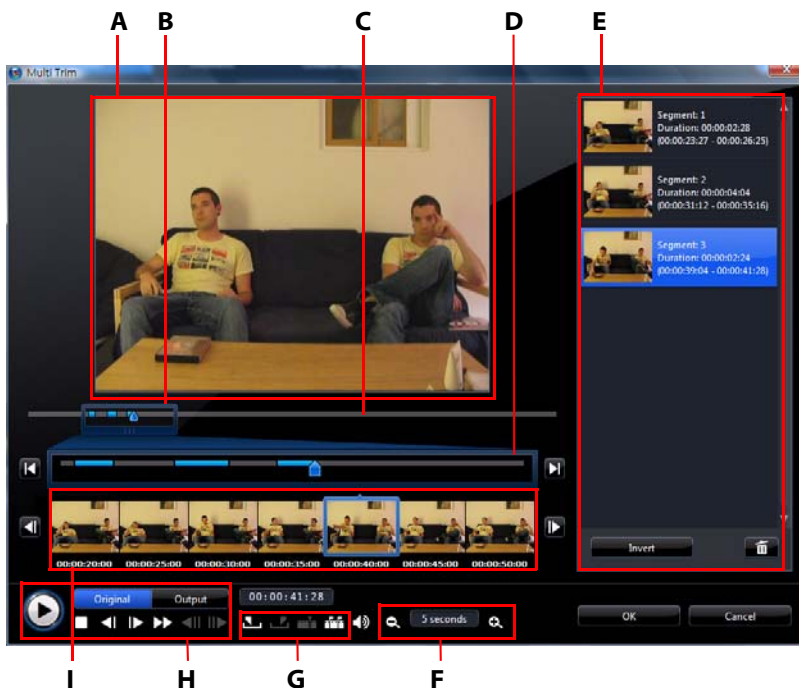 A B C D E
Multi Trim
Segment: 1
Duration: 00:00:02:28
(00:00:23:27 - 00:00:26:25)
Segment: 2
Duration: 00:00:04:04
(00:00:31:12 - 00:00:35:16)
Segment: 3
Duration: 00:00:02:24
(00:00:39:04 - 00:00:41:28)
00:00:20:00 00:00:25:00 00:00:30:00 00:00:35:00 00:00:40:00 00:00:45:00 00:00:50:00
Invert
Original Output 00:00:41:28
5 seconds
OK Cancel
I H G F